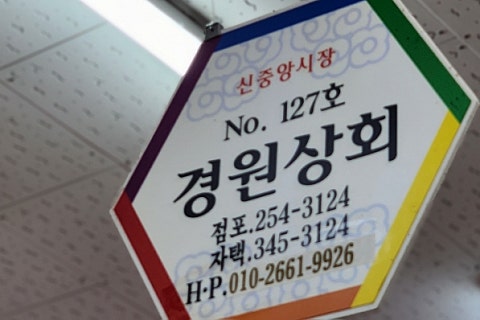 신중앙시장
No. 127호
경원상회
점포.254-3124
자택.345-3124
H·P.010-2661-9926